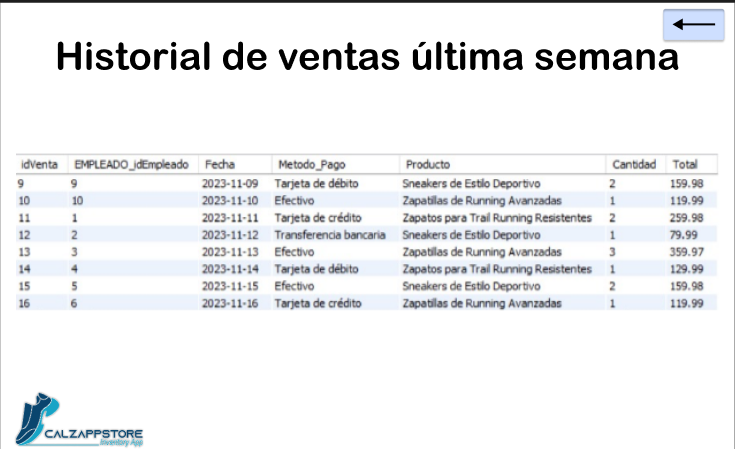 Historial de ventas última semana
idVenta EMPLEADO_idEmpleado Fecha Metodo_Pago Producto Cantidad Total
9 9 2023-11-09 Tarjeta de débito Sneakers de Estilo Deportivo 2 159.98
10 10 2023-11-10 Efectivo Zapatillas de Running Avanzadas 1 119.99
11 1 2023-11-11 Tarjeta de crédito Zapatos para Trail Running Resistentes 2 259.98
12 2 2023-11-12 Transferencia bancaria Sneakers de Estilo Deportivo 1 79.99
13 3 2023-11-13 Efectivo Zapatillas de Running Avanzadas 3 359.97
14 4 2023-11-14 Tarjeta de débito Zapatos para Trail Running Resistentes 1 129.99
15 5 2023-11-15 Efectivo Sneakers de Estilo Deportivo 2 159.98
16 6 2023-11-16 Tarjeta de crédito Zapatillas de Running Avanzadas 1 119.99
CALZAPPSTORE
Inventory App